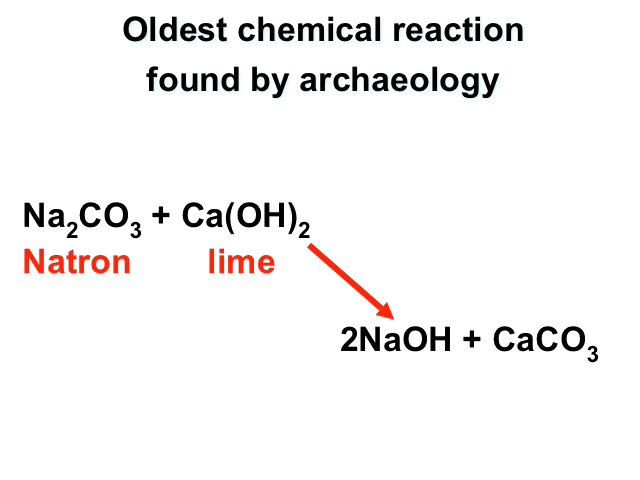 Oldest chemical reaction
found by archaeology
Na₂CO₃ + Ca(OH)₂
Natron lime
2NaOH + CaCO₃